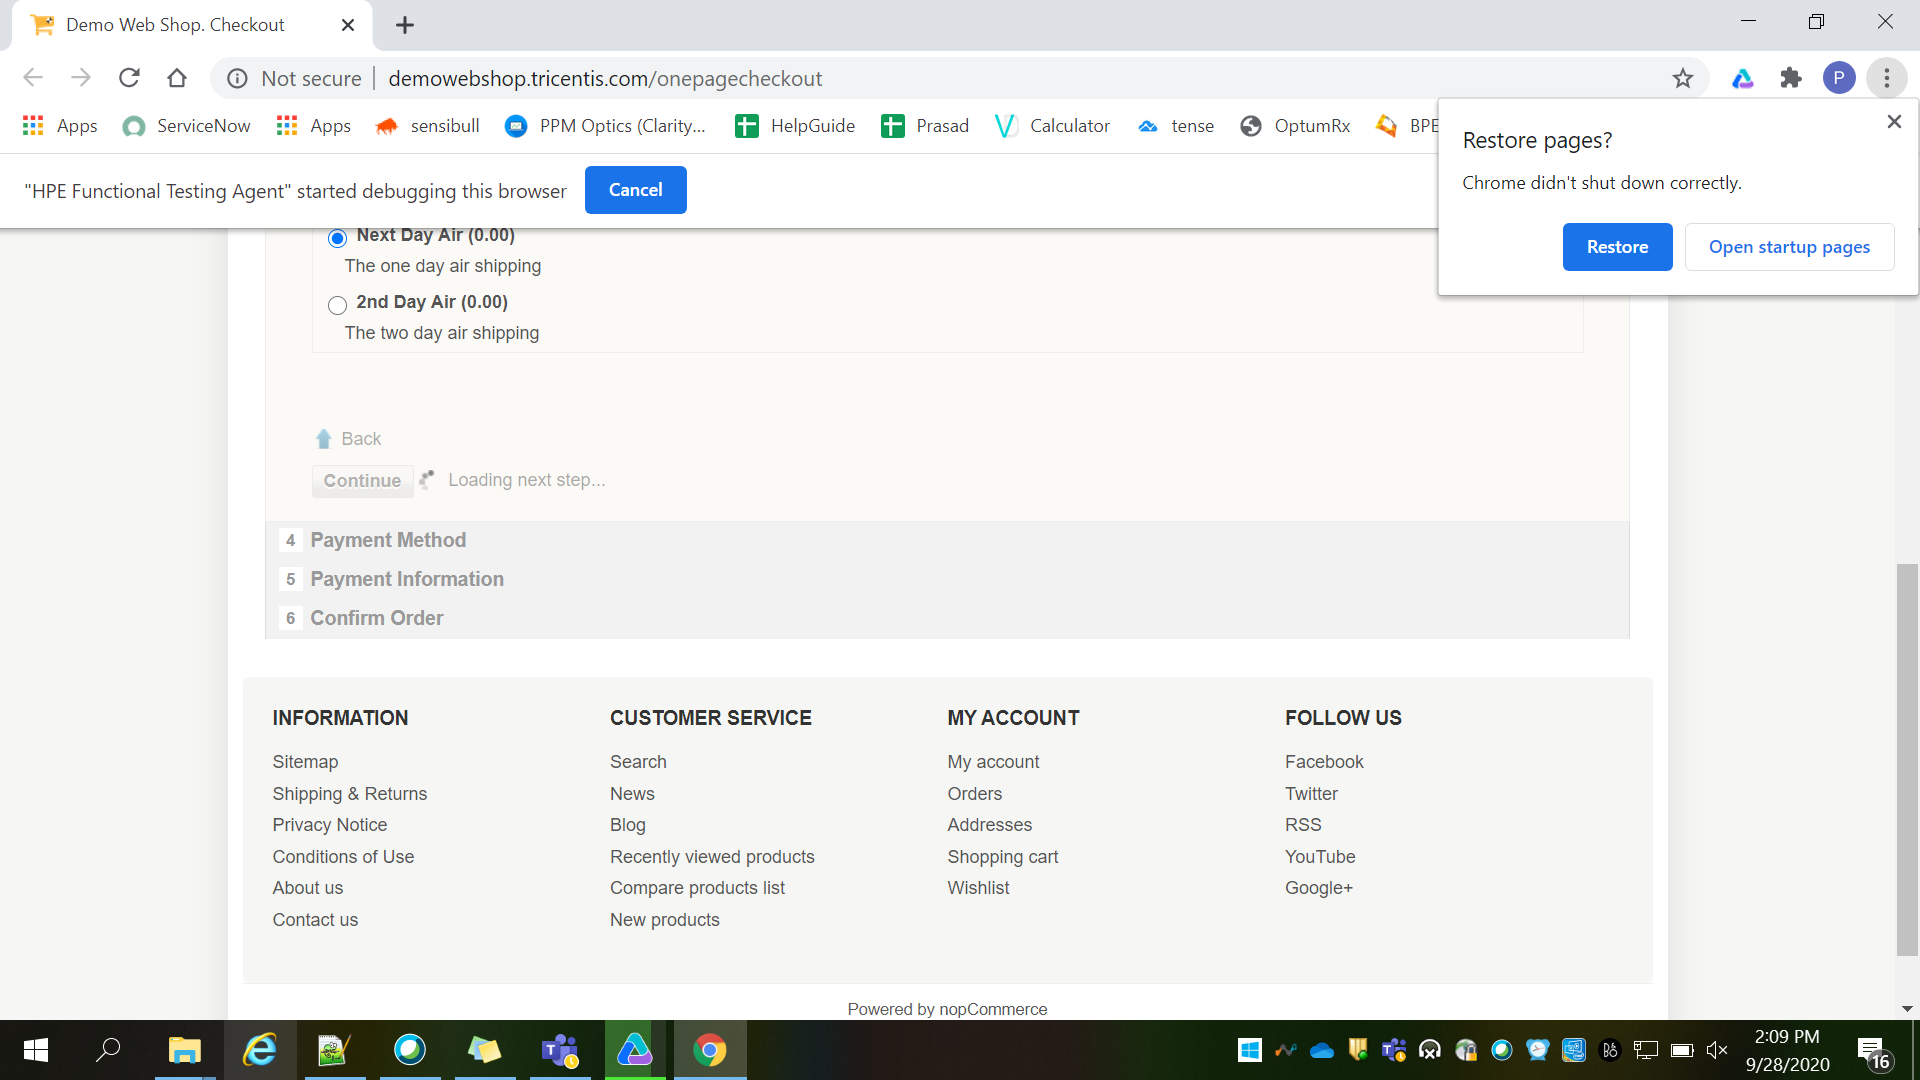 Demo Web Shop. Checkout
Not secure
demowebshop.tricentis.com/onepagecheckout
P
Apps
ServiceNow
Apps
sensibull
PPM Optics (Clarity...
HelpGuide
Prasad
Calculator
tense
OptumRx
BPE
Restore pages?
Chrome didn't shut down correctly.
Restore
Open startup pages
"HPE Functional Testing Agent" started debugging this browser
Cancel
Next Day Air (0.00)
The one day air shipping
2nd Day Air (0.00)
The two day air shipping
Back
Continue
Loading next step...
4 Payment Method
5 Payment Information
6 Confirm Order
INFORMATION
Sitemap
Shipping & Returns
Privacy Notice
Conditions of Use
About us
Contact us
CUSTOMER SERVICE
Search
News
Blog
Recently viewed products
Compare products list
New products
MY ACCOUNT
My account
Orders
Addresses
Shopping cart
Wishlist
FOLLOW US
Facebook
Twitter
RSS
YouTube
Google+
Powered by nopCommerce
2:09 PM
9/28/2020
16